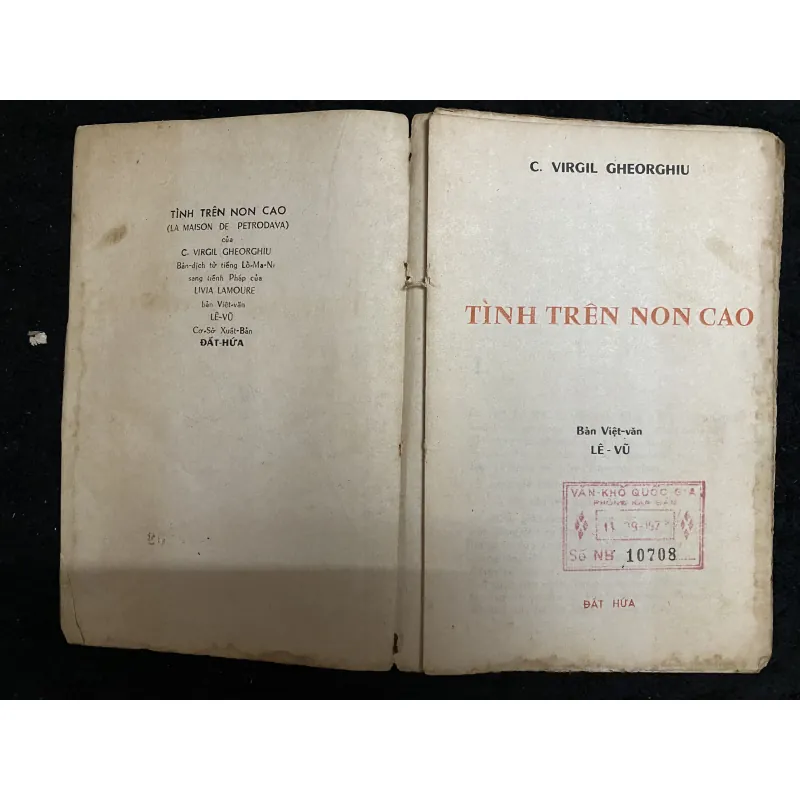 TÌNH TRÊN NON CAO
(LA MAISON DE PETRODAVA)
của
C. VIRGIL GHEORGHIU
Bản-dịch từ tiếng Lỗ-Ma-Ni
sang tiếnh Pháp của
LIVIA LAMOURE
bản Việt-văn
LÊ-VŨ
Cơ-Sở Xuất-Bản
ĐẤT-HỨA
C. VIRGIL GHEORGHIU
TÌNH TRÊN NON CAO
Bản Việt-văn
LÊ - VŨ
VĂN-KHỐ QUỐC GIA
Số NB 10708
ĐẤT HỨA